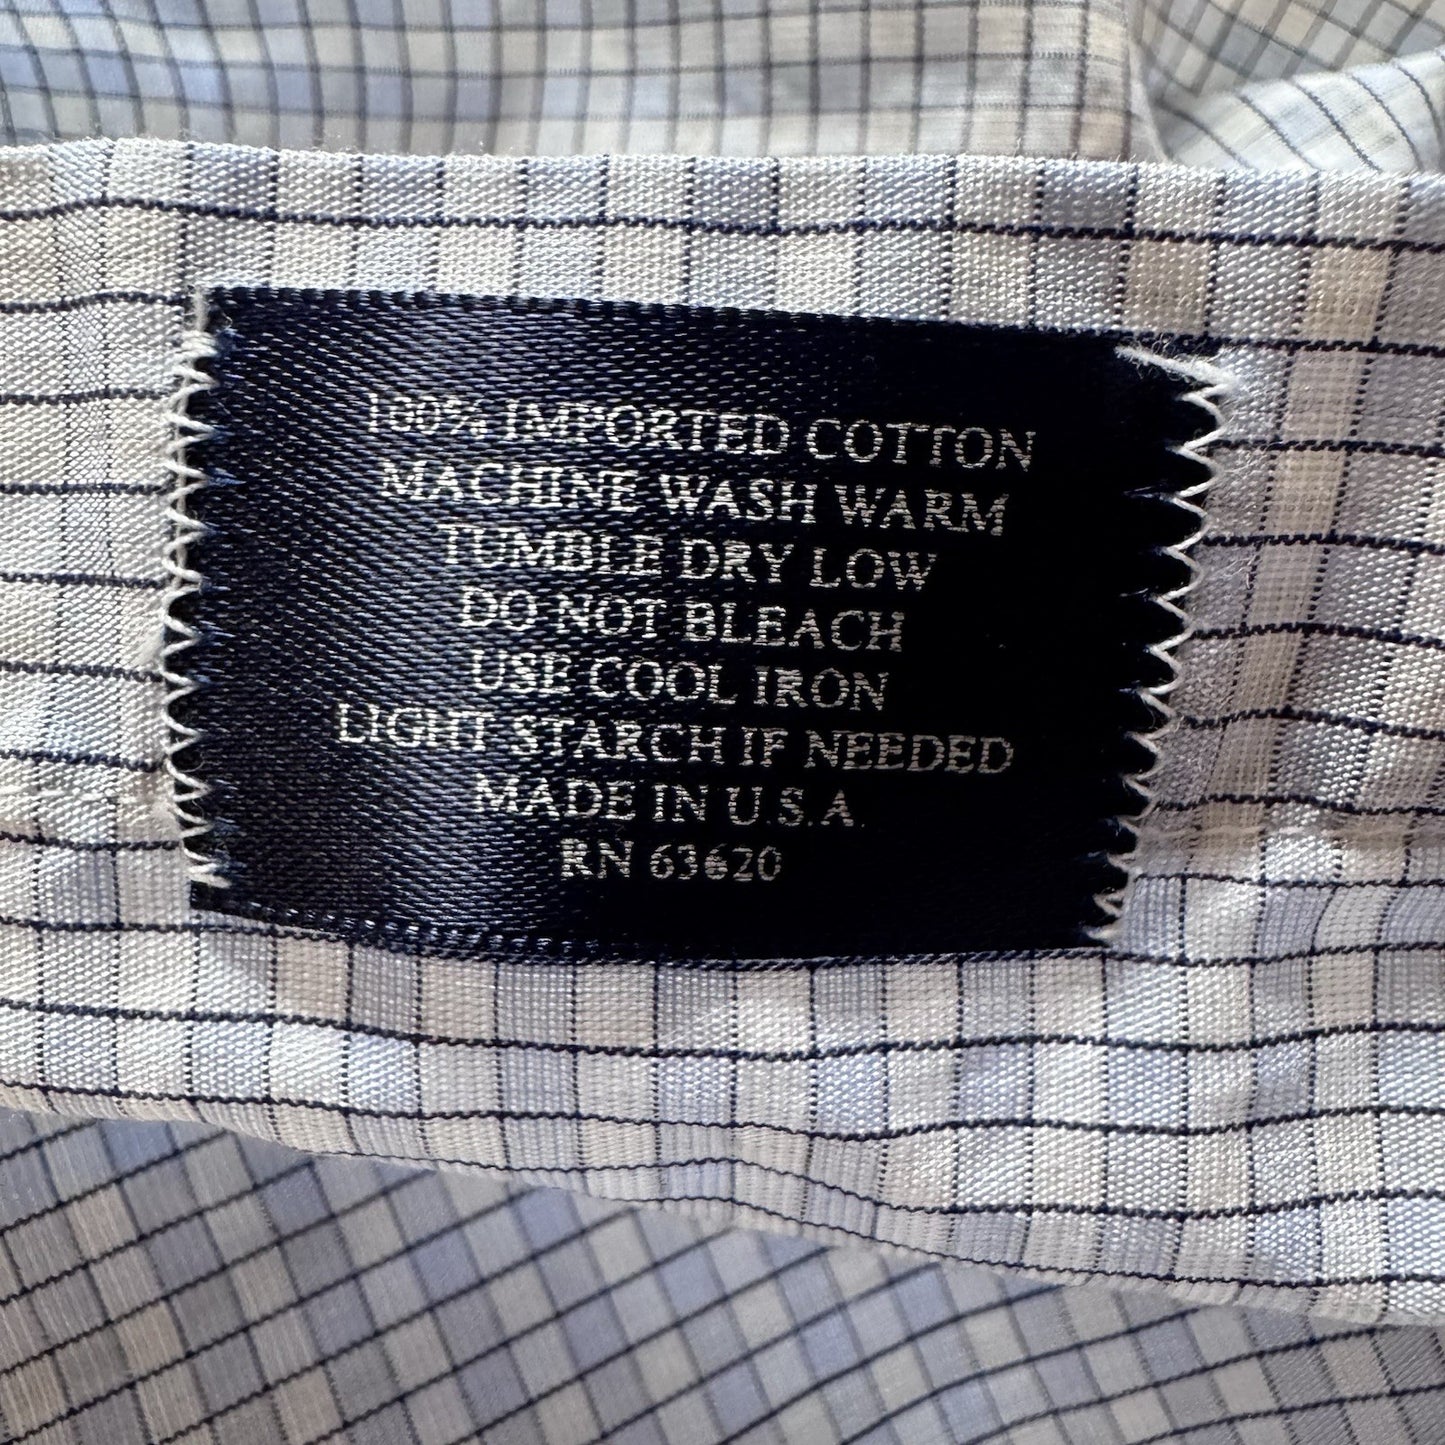 100% IMPORTED COTTON
MACHINE WASH WARM
TUMBLE DRY LOW
DO NOT BLEACH
USE COOL IRON
LIGHT STARCH IF NEEDED
MADE IN U.S.A.
RN 63620